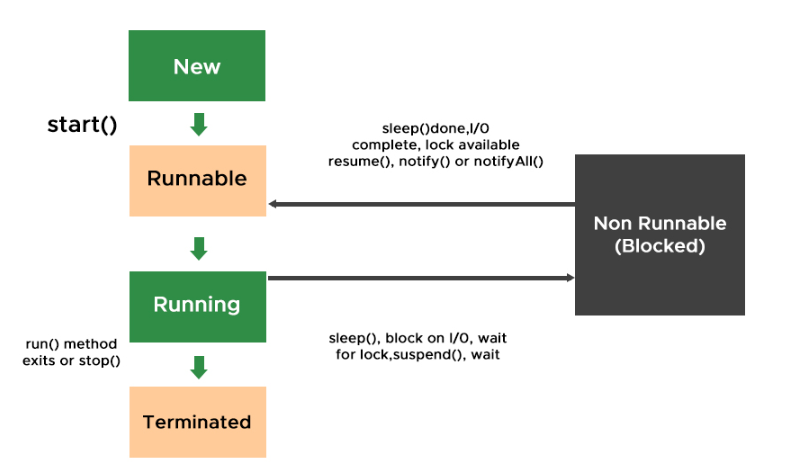 New
start()
sleep()done,I/O
complete, lock available
resume(), notify() or notifyAll()
Runnable
Non Runnable
(Blocked)
Running
run() method
exits or stop()
sleep(), block on I/O, wait
for lock,suspend(), wait
Terminated